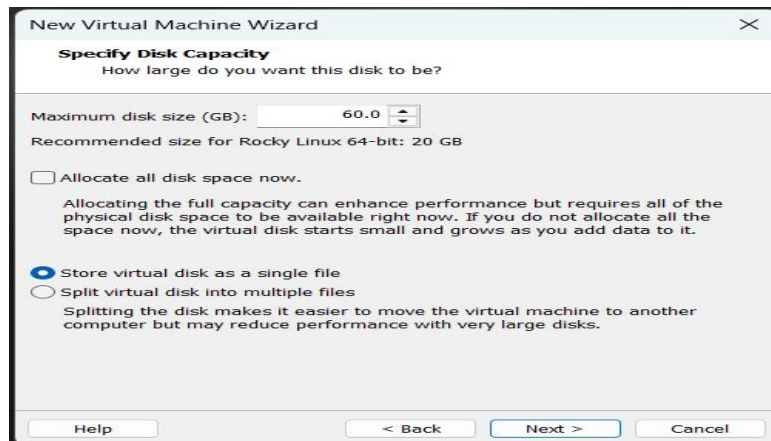 New Virtual Machine Wizard
Specify Disk Capacity
How large do you want this disk to be?
Maximum disk size (GB): 60.0
Recommended size for Rocky Linux 64-bit: 20 GB
Allocate all disk space now.
Allocating the full capacity can enhance performance but requires all of the
physical disk space to be available right now. If you do not allocate all the
space now, the virtual disk starts small and grows as you add data to it.
Store virtual disk as a single file
Split virtual disk into multiple files
Splitting the disk makes it easier to move the virtual machine to another
computer but may reduce performance with very large disks.
Help < Back Next > Cancel